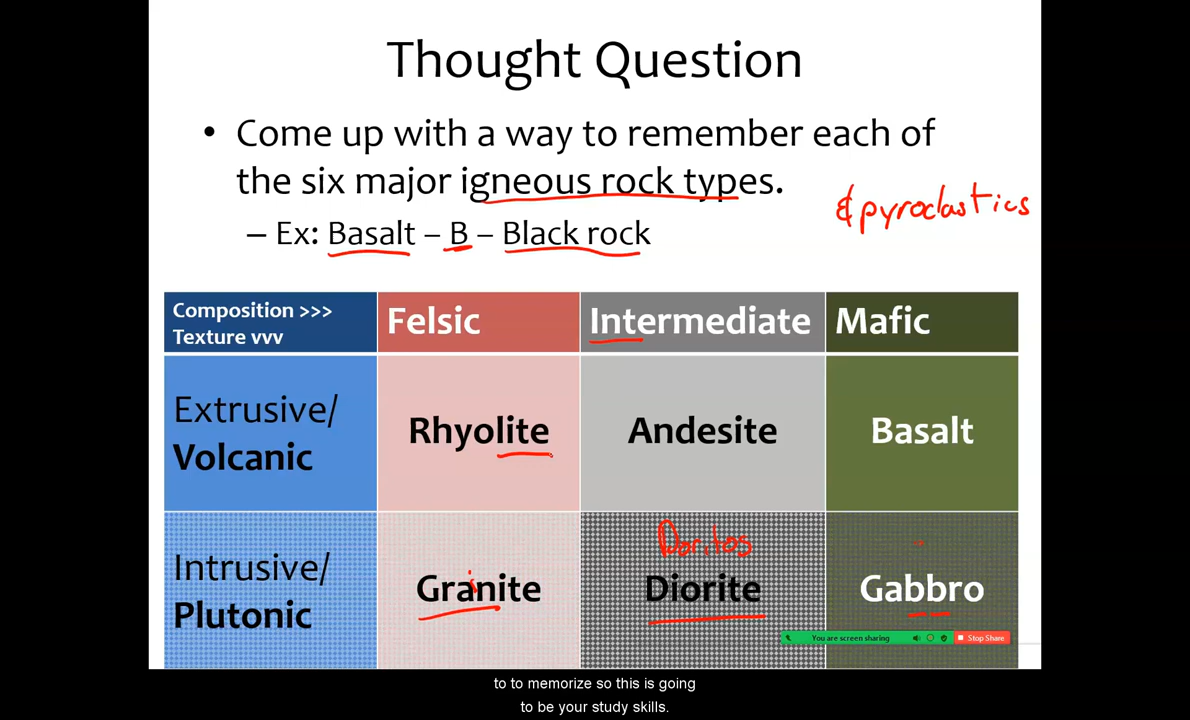 Thought Question
• Come up with a way to remember each of
the six major igneous rock types.
& pyroclastics
– Ex: Basalt – B – Black rock
Composition >>>
Texture vvv
Felsic
Intermediate
Mafic
Extrusive/
Volcanic
Rhyolite
Andesite
Basalt
Intrusive/
Plutonic
i
Granite
Doritos
Diorite
Gabbro
You are screen sharing
Stop Share
to to memorize so this is going
to be your study skills.